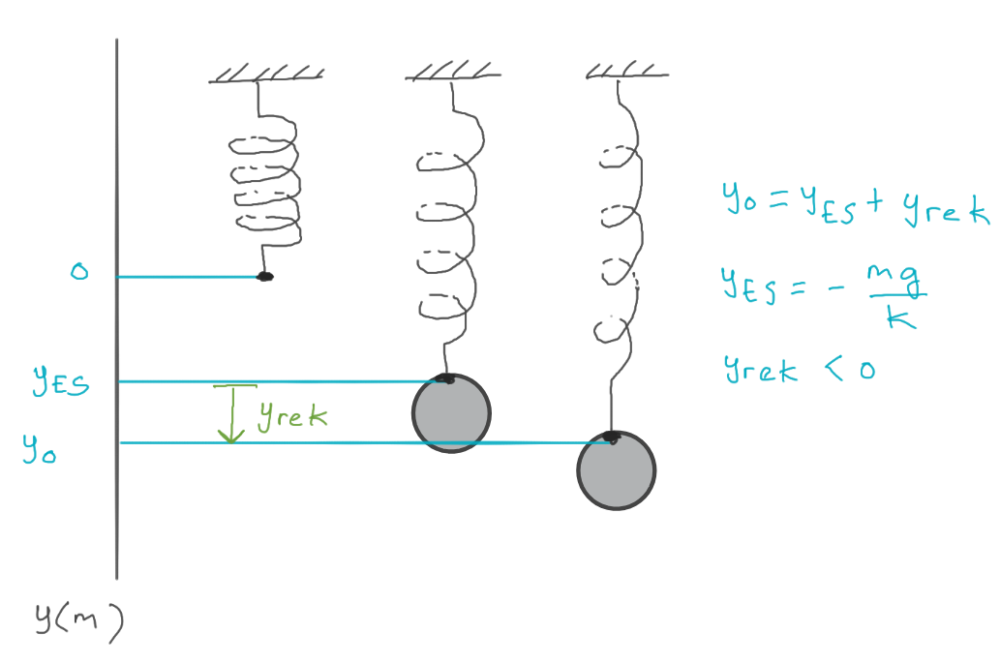 y₀ = y_ES + y_rek
0
y_ES = - mg/k
y_ES
y_rek < 0
y_rek
y₀
y(m)